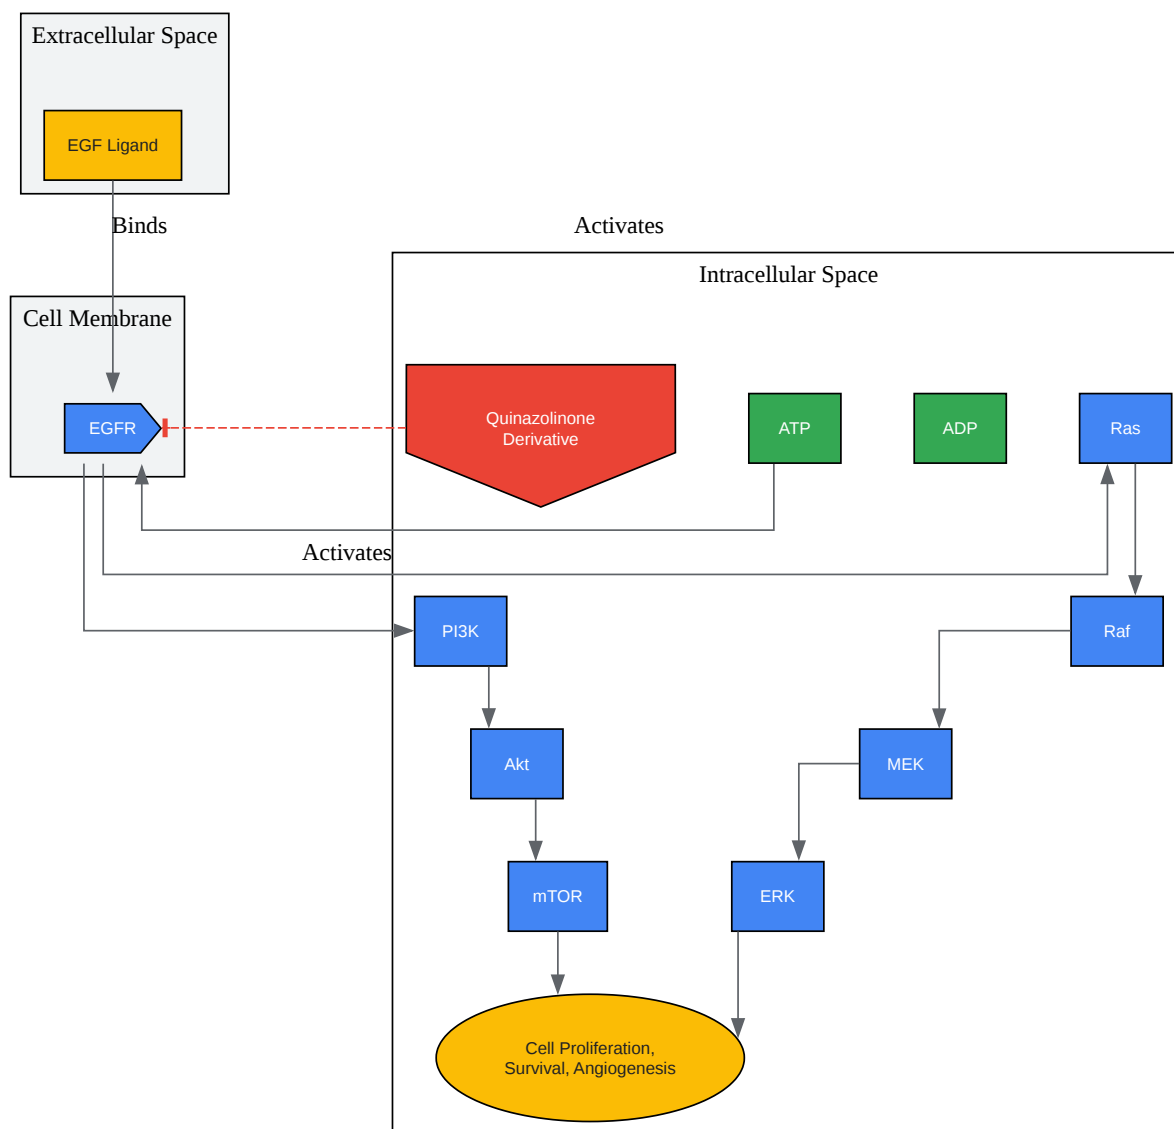 Extracellular Space
EGF Ligand
Binds
Activates
Intracellular Space
Cell Membrane
EGFR
Quinazolinone
Derivative
ATP
ADP
Ras
Activates
PI3K
Raf
Akt
MEK
mTOR
ERK
Cell Proliferation,
Survival, Angiogenesis